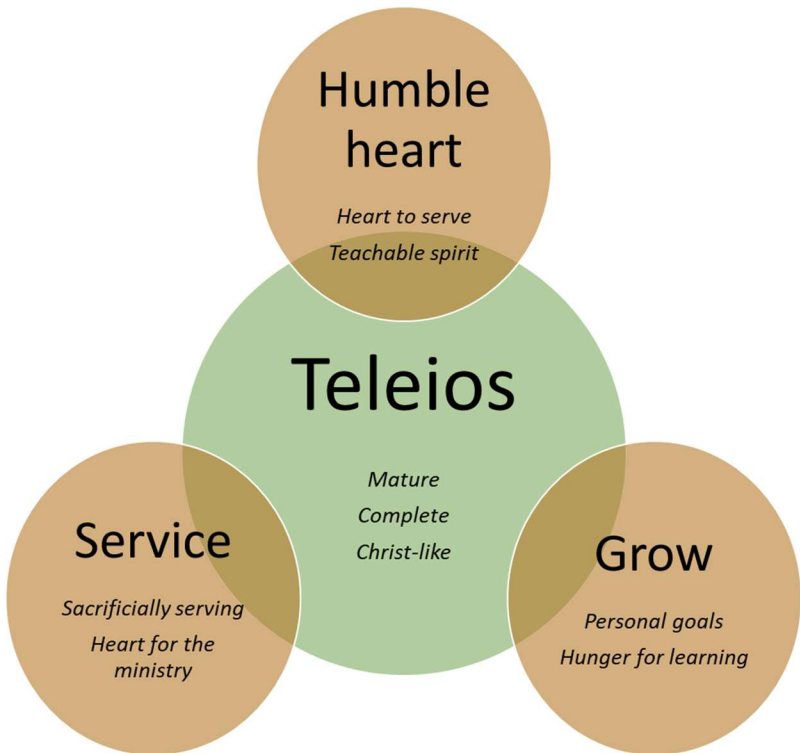 Humble
heart
Heart to serve
Teachable spirit
Teleios
Mature
Complete
Christ-like
Service
Sacrificially serving
Heart for the
ministry
Grow
Personal goals
Hunger for learning